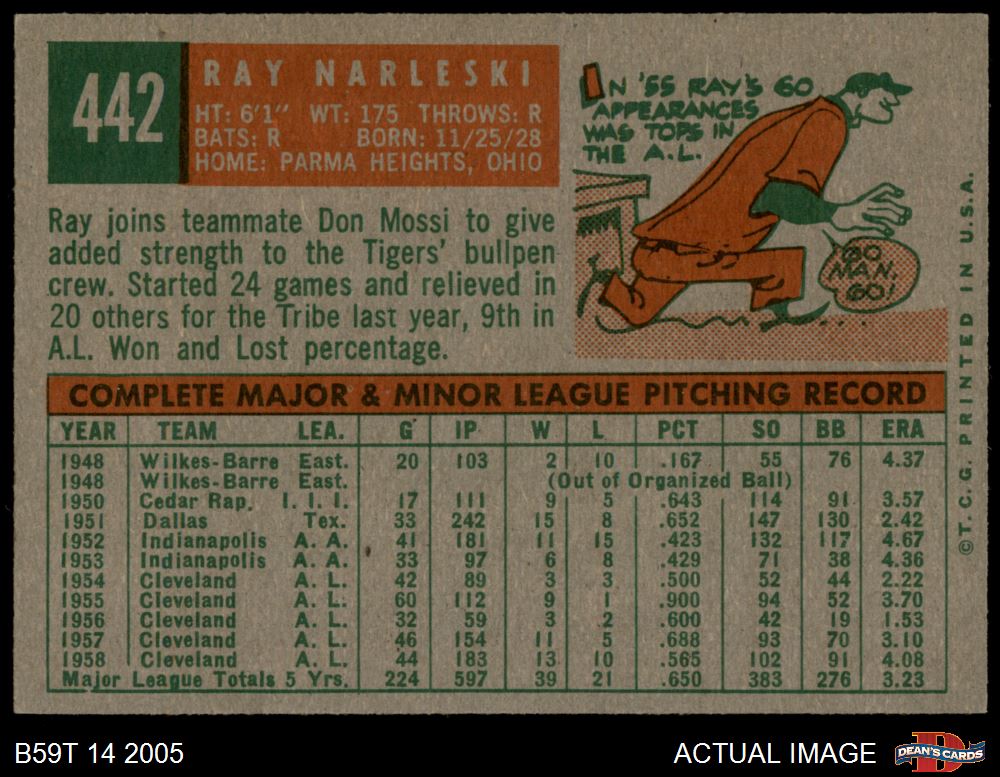 442
RAY NARLESKI
HT: 6'1" WT: 175 THROWS: R
BATS: R BORN: 11/25/28
HOME: PARMA HEIGHTS, OHIO
IN '55 RAY'S 60
APPEARANCES
WAS TOPS IN
THE A.L.
GO
MAN,
GO!
Ray joins teammate Don Mossi to give
added strength to the Tigers' bullpen
crew. Started 24 games and relieved in
20 others for the Tribe last year, 9th in
A.L. Won and Lost percentage.
COMPLETE MAJOR & MINOR LEAGUE PITCHING RECORD
YEAR TEAM LEA. G IP W L PCT SO BB ERA
1948 Wilkes-Barre East. 20 103 2 10 .167 55 76 4.37
1948 Wilkes-Barre East. (Out of Organized Ball)
1950 Cedar Rap. I. I. I. 17 111 9 5 .643 114 91 3.57
1951 Dallas Tex. 33 242 15 8 .652 147 130 2.42
1952 Indianapolis A. A. 41 181 11 15 .423 132 117 4.67
1953 Indianapolis A. A. 33 97 6 8 .429 71 38 4.36
1954 Cleveland A. L. 42 89 3 3 .500 52 44 2.22
1955 Cleveland A. L. 60 112 9 1 .900 94 52 3.70
1956 Cleveland A. L. 32 59 3 2 .600 42 19 1.53
1957 Cleveland A. L. 46 154 11 5 .688 93 70 3.10
1958 Cleveland A. L. 44 183 13 10 .565 102 91 4.08
Major League Totals 5 Yrs. 224 597 39 21 .650 383 276 3.23
© T. C. G. PRINTED IN U.S.A.
B59T 14 2005
ACTUAL IMAGE
DEAN'S CARDS